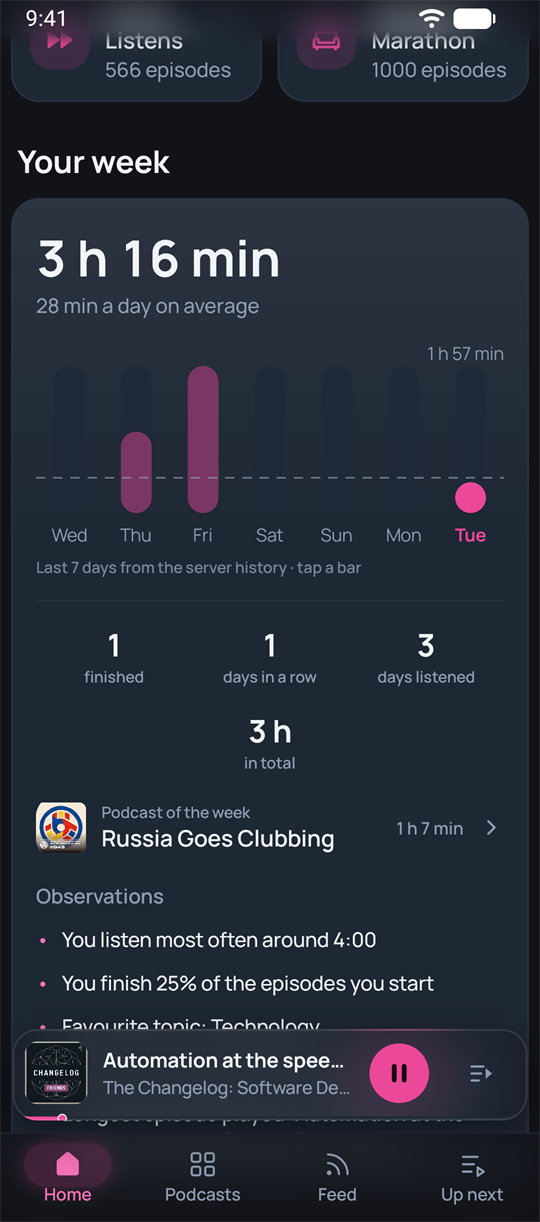 9:41
Listens
566 episodes
Marathon
1000 episodes
Your week
3 h 16 min
28 min a day on average
1 h 57 min
Wed Thu Fri Sat Sun Mon Tue
Last 7 days from the server history · tap a bar
1
finished
1
days in a row
3
days listened
3 h
in total
Podcast of the week
Russia Goes Clubbing
1 h 7 min
Observations
• You listen most often around 4:00
• You finish 25% of the episodes you start
• Favourite topic: Technology
CHANGELOG
FRIENDS
Automation at the spee...
The Changelog: Software De...
Home
Podcasts
Feed
Up next